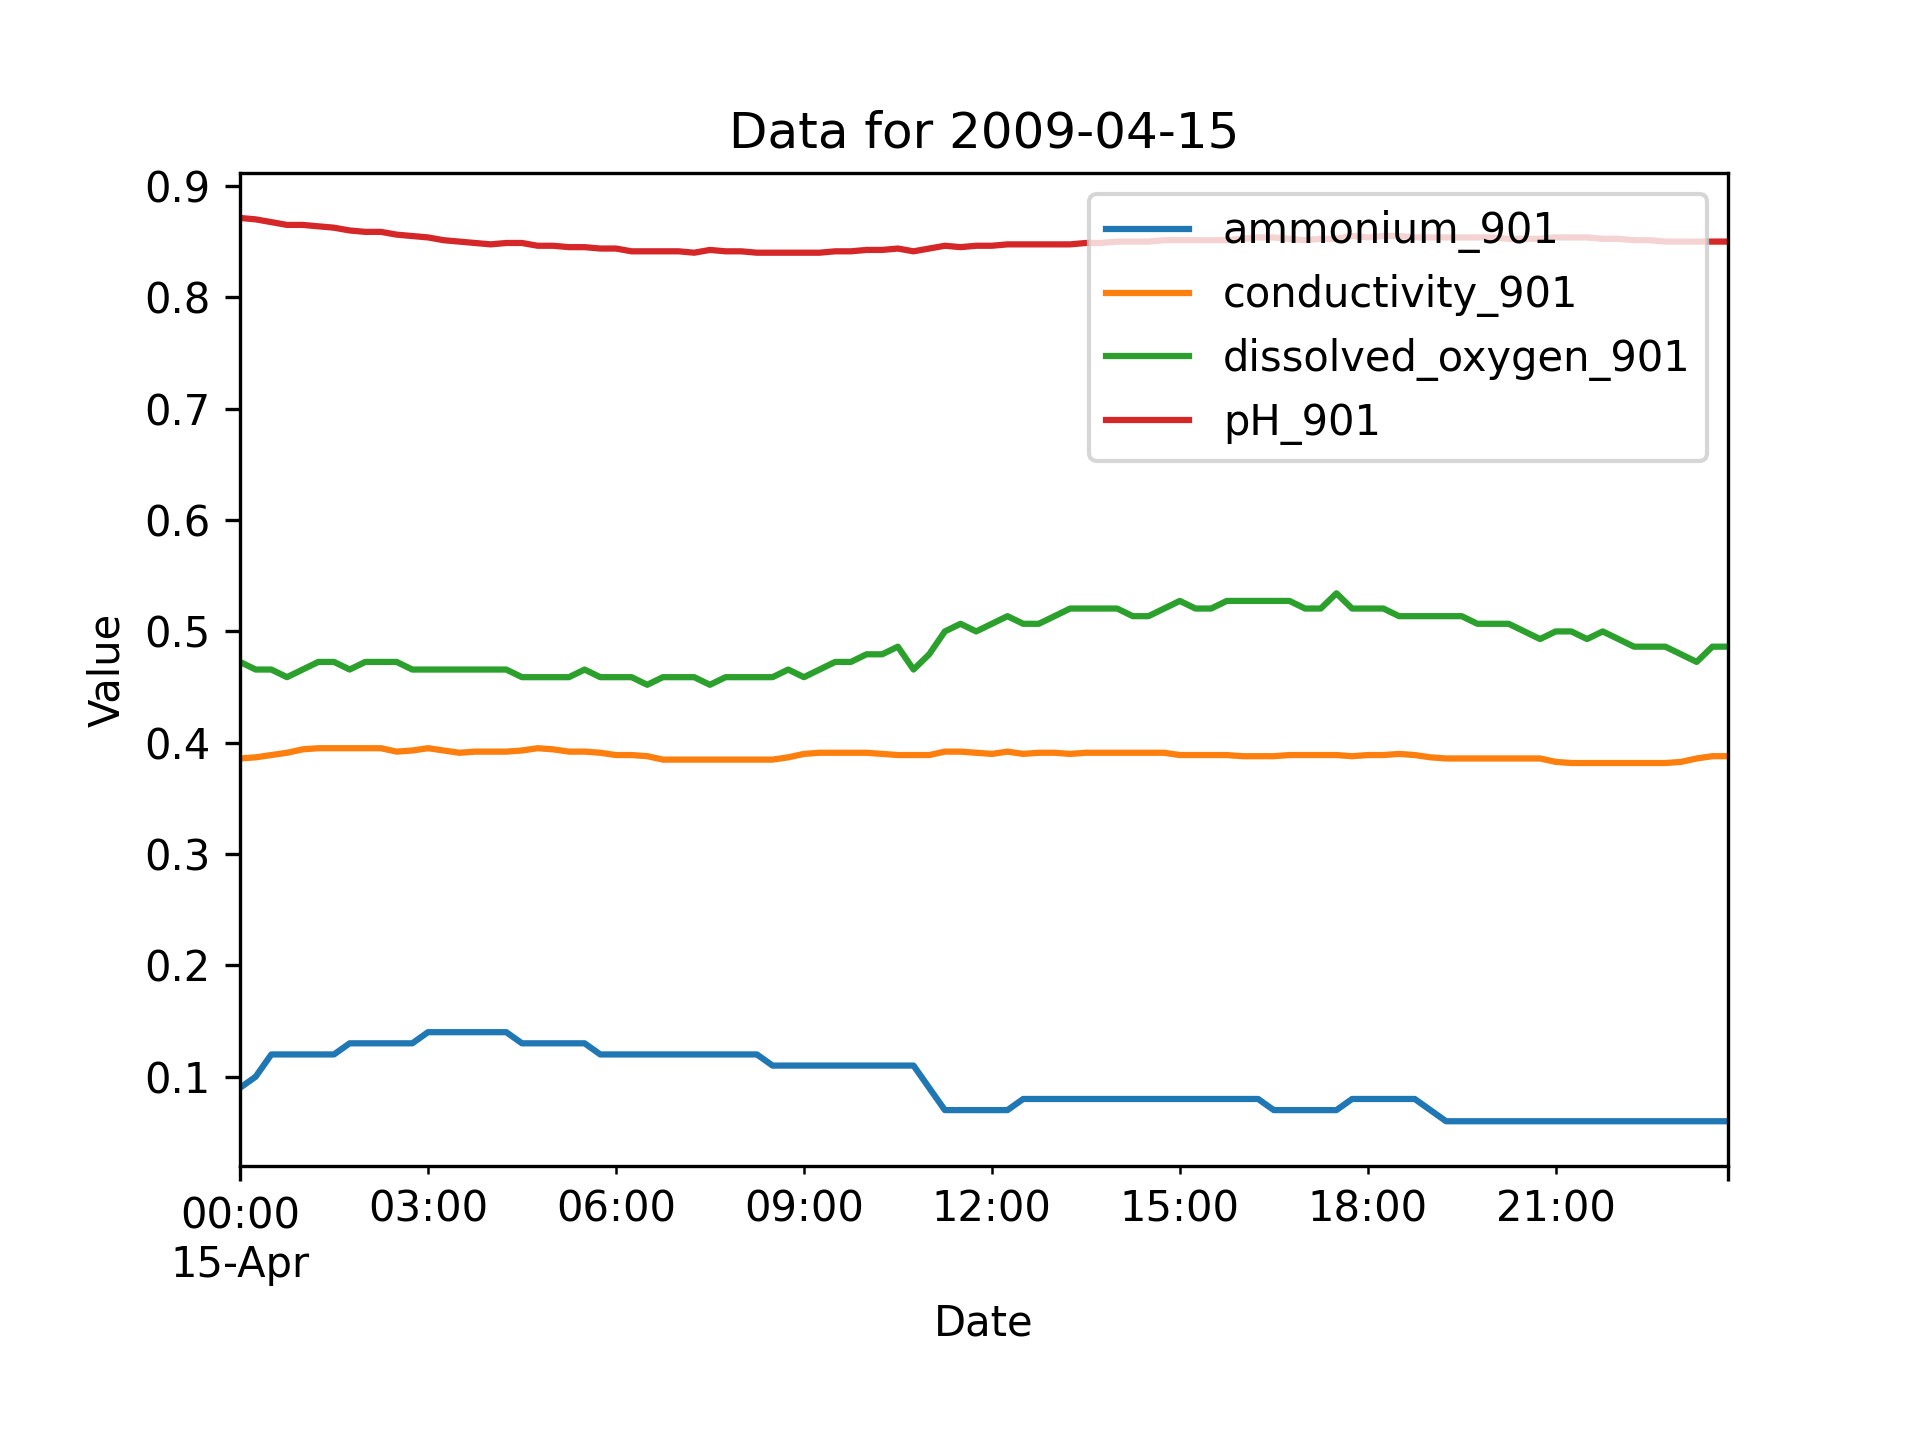 Data for 2009-04-15
0.9
0.8
0.7
0.6
0.5
0.4
0.3
0.2
0.1
Value
ammonium_901
conductivity_901
dissolved_oxygen_901
pH_901
00:00 03:00 06:00 09:00 12:00 15:00 18:00 21:00
15-Apr
Date